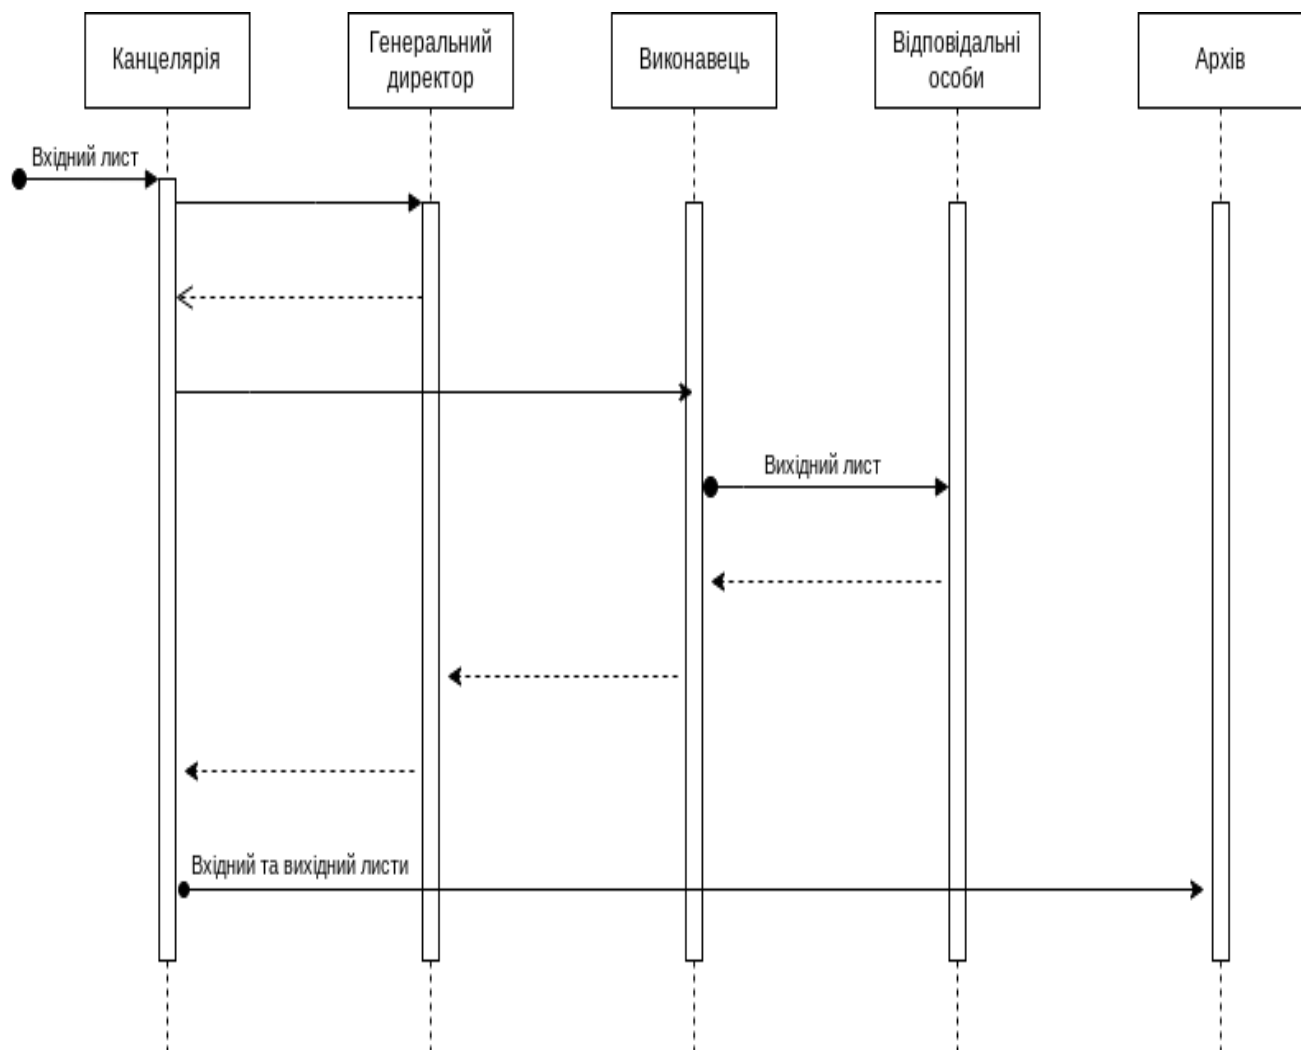 Канцелярія
Генеральний
директор
Виконавець
Відповідальні
особи
Архів
Вхідний лист
Вихідний лист
Вхідний та вихідний листи